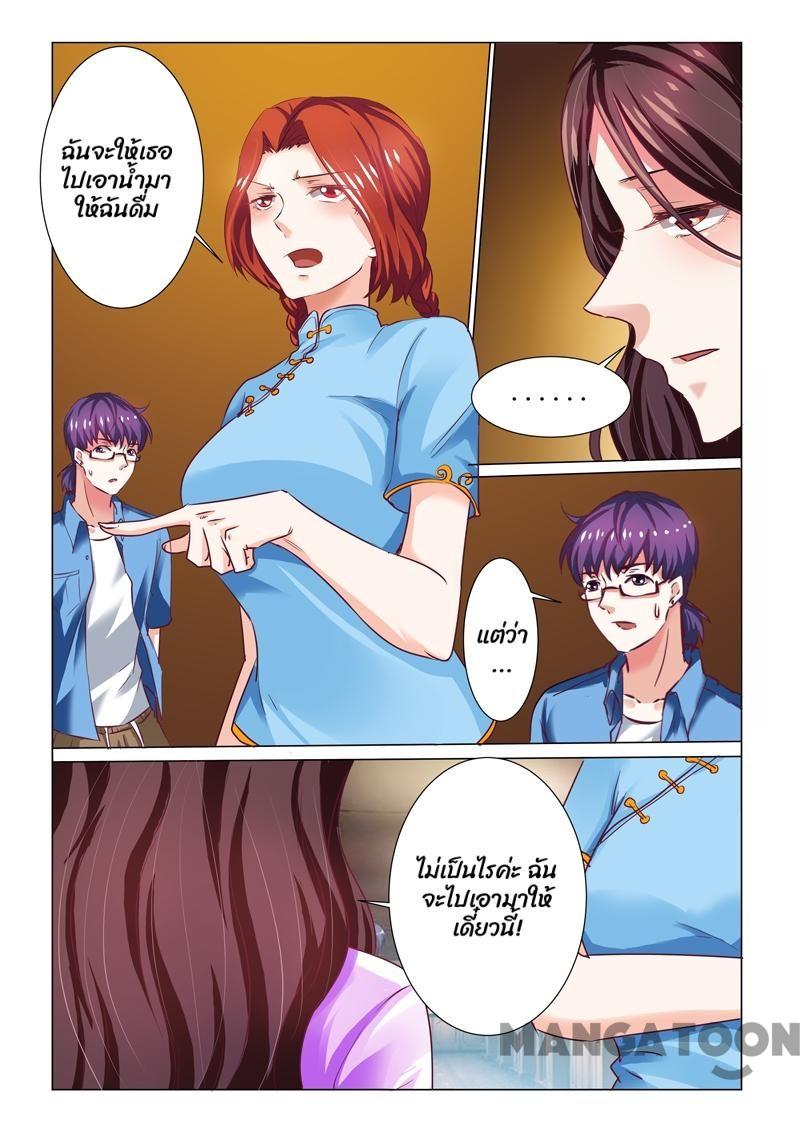 ฉันจะให้เธอ
ไปเอาน้ำมา
ให้ฉันดื่ม
......
แต่ว่า
...
ไม่เป็นไรค่ะ ฉัน
จะไปเอามาให้
เดี๋ยวนี้!
MANGATOON